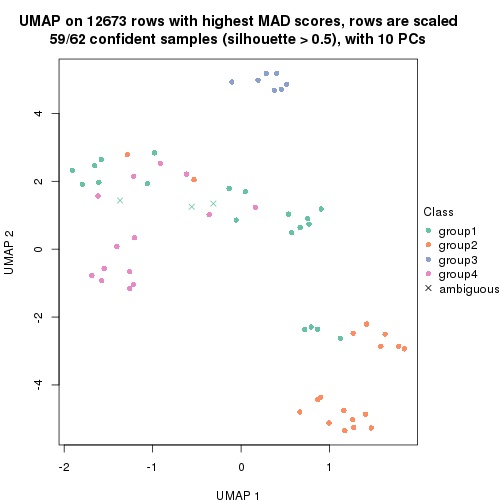 UMAP on 12673 rows with highest MAD scores, rows are scaled
59/62 confident samples (silhouette > 0.5), with 10 PCs
4
2
0
-2
-4
UMAP 2
-2
-1
0
1
UMAP 1
Class
group1
group2
group3
group4
ambiguous